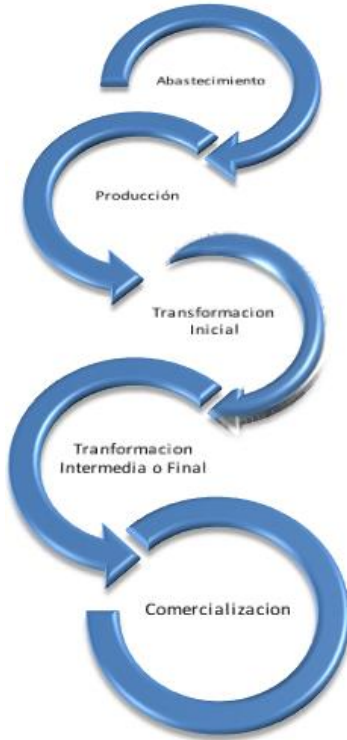 Abastecimiento
Producción
Transformacion
Inicial
Tranformacion
Intermedia o Final
Comercializacion